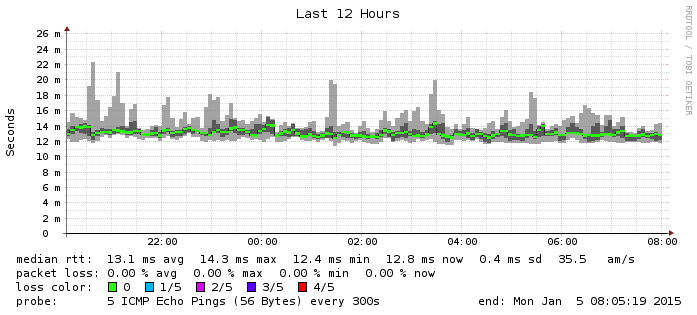 Last 12 Hours
RRDTOOL / TOBI OETIKER
Seconds
26 m
24 m
22 m
20 m
18 m
16 m
14 m
12 m
10 m
8 m
6 m
4 m
2 m
0
22:00 00:00 02:00 04:00 06:00 08:00
median rtt: 13.1 ms avg 14.3 ms max 12.4 ms min 12.8 ms now 0.4 ms sd 35.5 am/s
packet loss: 0.00 % avg 0.00 % max 0.00 % min 0.00 % now
loss color: 0 1/5 2/5 3/5 4/5
probe: 5 ICMP Echo Pings (56 Bytes) every 300s end: Mon Jan 5 08:05:19 2015